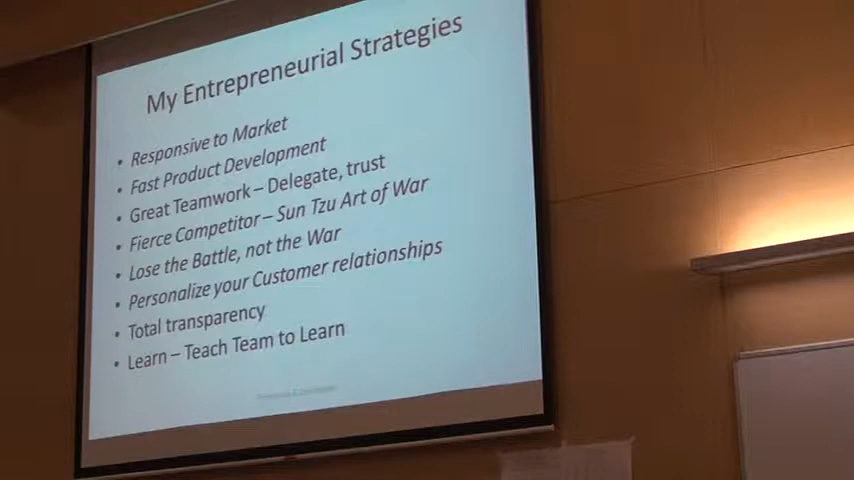 My Entrepreneurial Strategies
• Responsive to Market
• Fast Product Development
• Great Teamwork – Delegate, trust
• Fierce Competitor – Sun Tzu Art of War
• Lose the Battle, not the War
• Personalize your Customer relationships
• Total transparency
• Learn – Teach Team to Learn